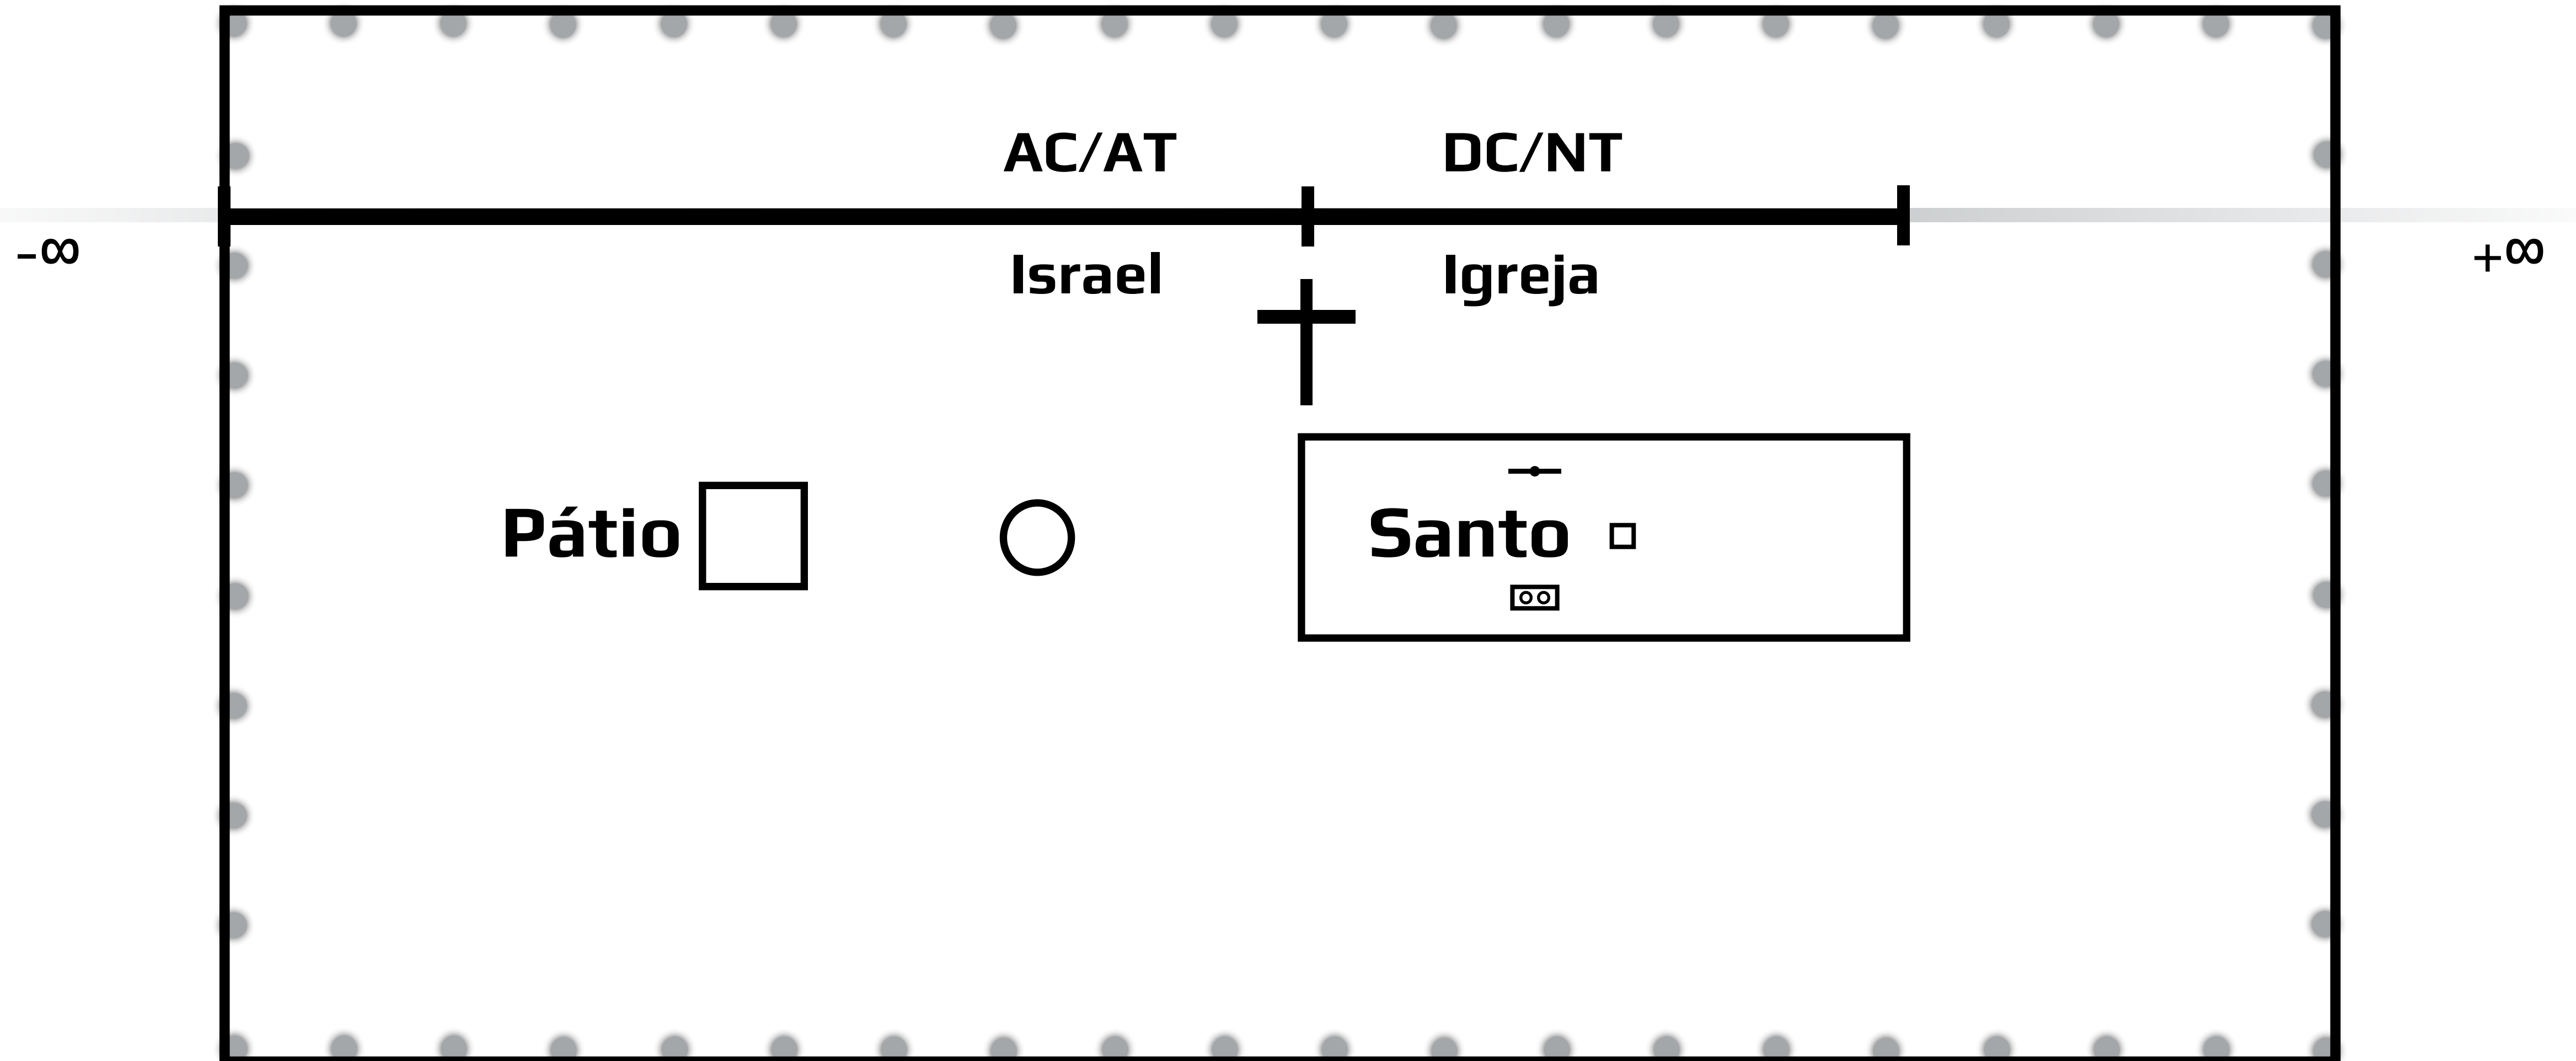 AC/AT DC/NT
-∞ +∞
Israel Igreja
Pátio Santo